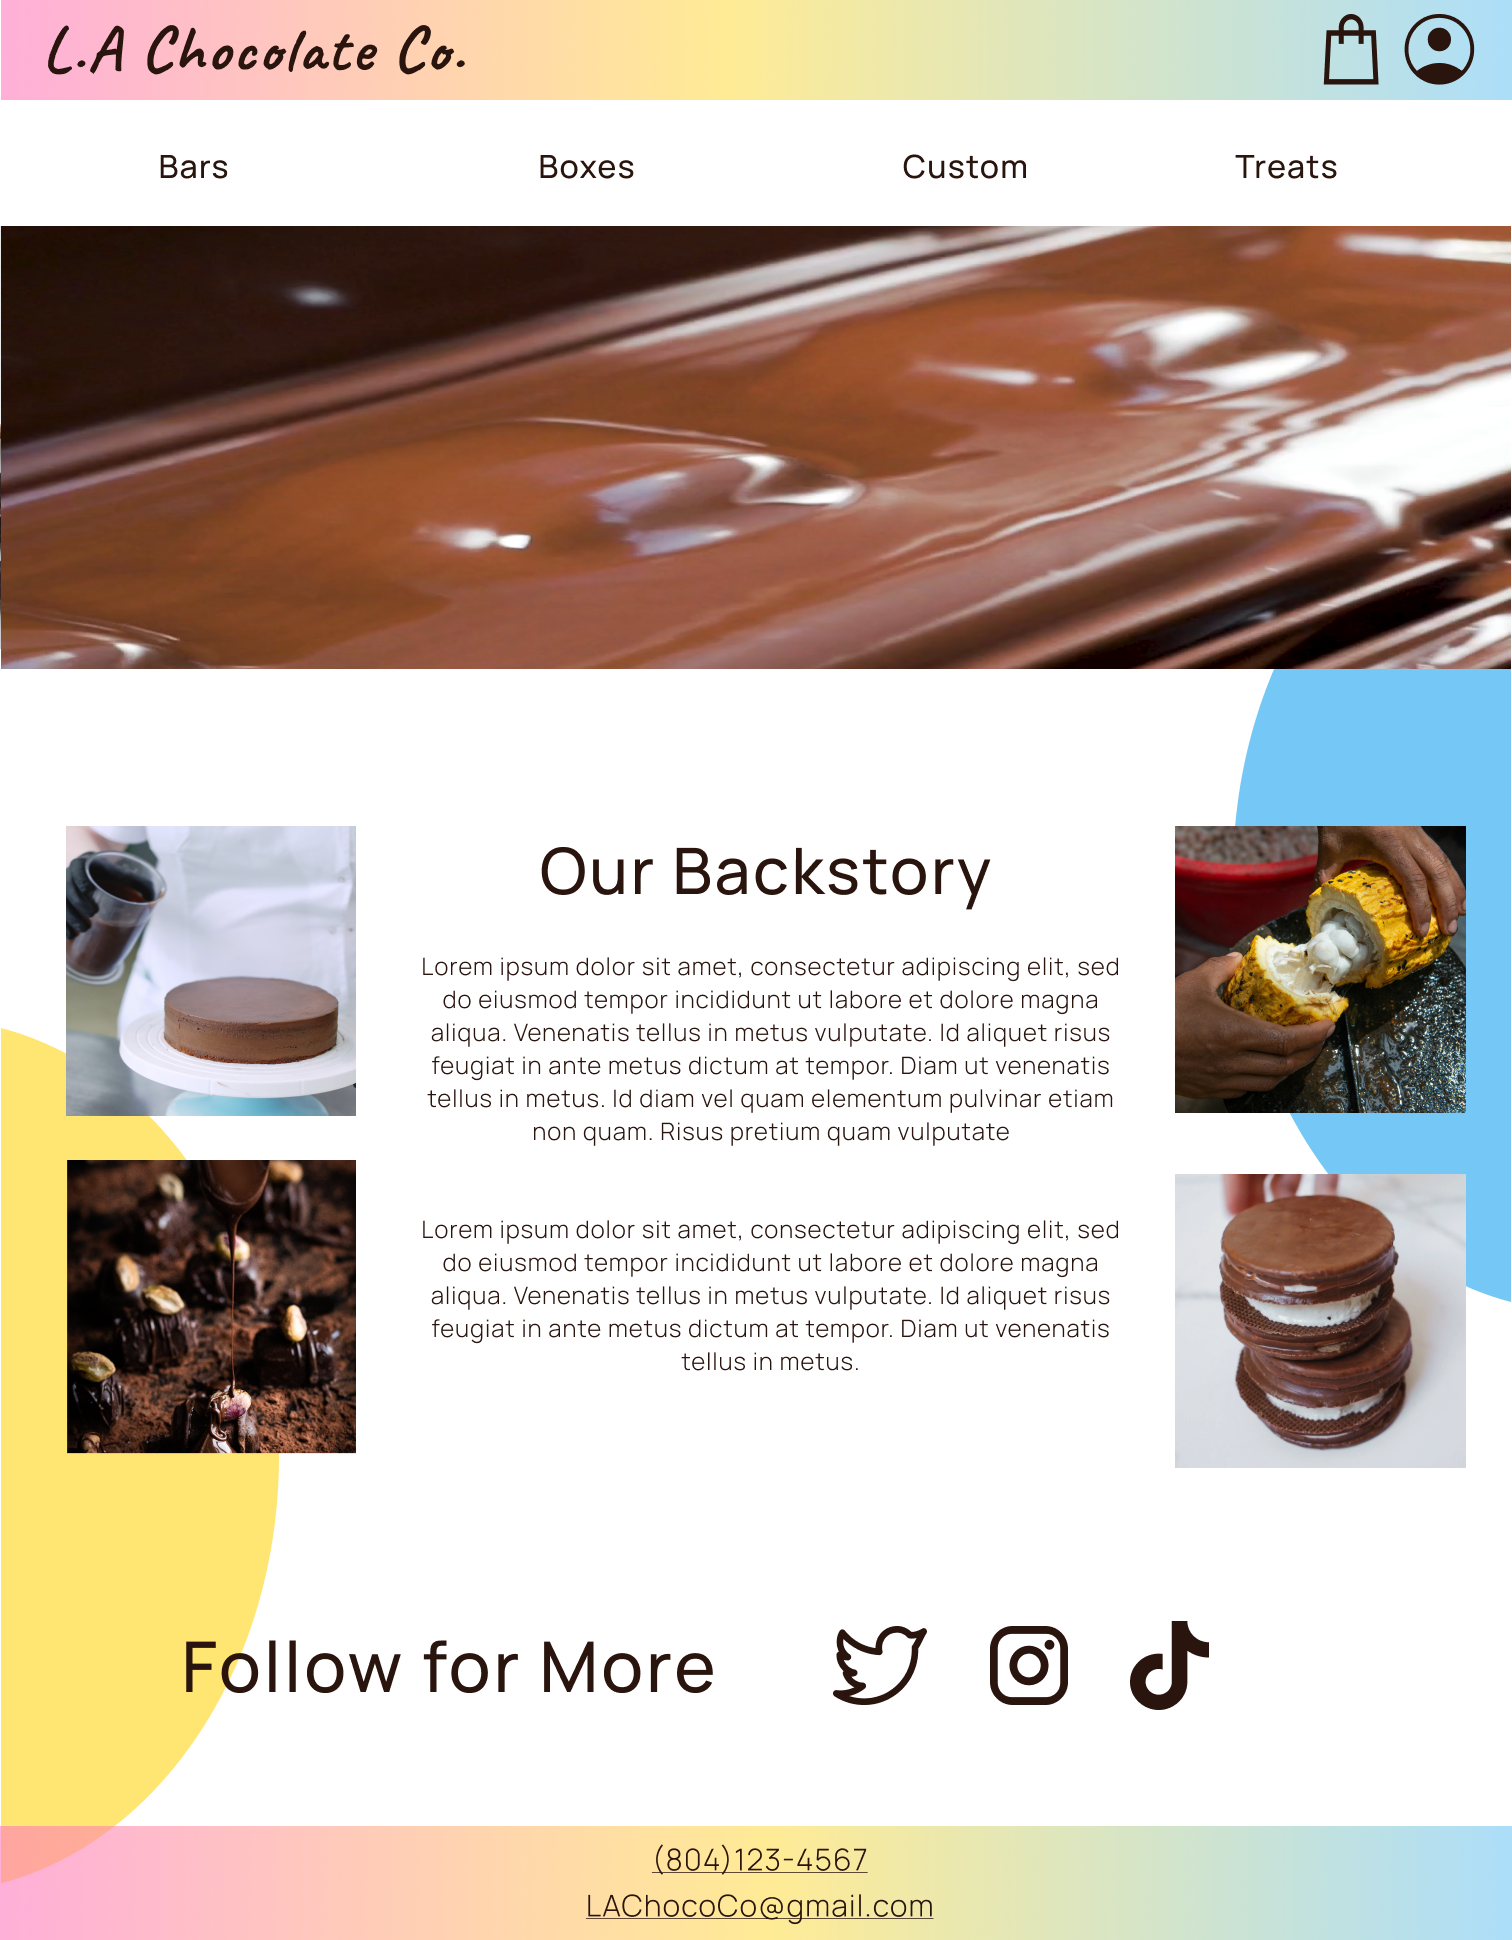 L.A Chocolate Co.
Bars Boxes Custom Treats
Our Backstory
Lorem ipsum dolor sit amet, consectetur adipiscing elit, sed
do eiusmod tempor incididunt ut labore et dolore magna
aliqua. Venenatis tellus in metus vulputate. Id aliquet risus
feugiat in ante metus dictum at tempor. Diam ut venenatis
tellus in metus. Id diam vel quam elementum pulvinar etiam
non quam. Risus pretium quam vulputate
Lorem ipsum dolor sit amet, consectetur adipiscing elit, sed
do eiusmod tempor incididunt ut labore et dolore magna
aliqua. Venenatis tellus in metus vulputate. Id aliquet risus
feugiat in ante metus dictum at tempor. Diam ut venenatis
tellus in metus.
Follow for More
(804)123-4567
LAChocoCo@gmail.com